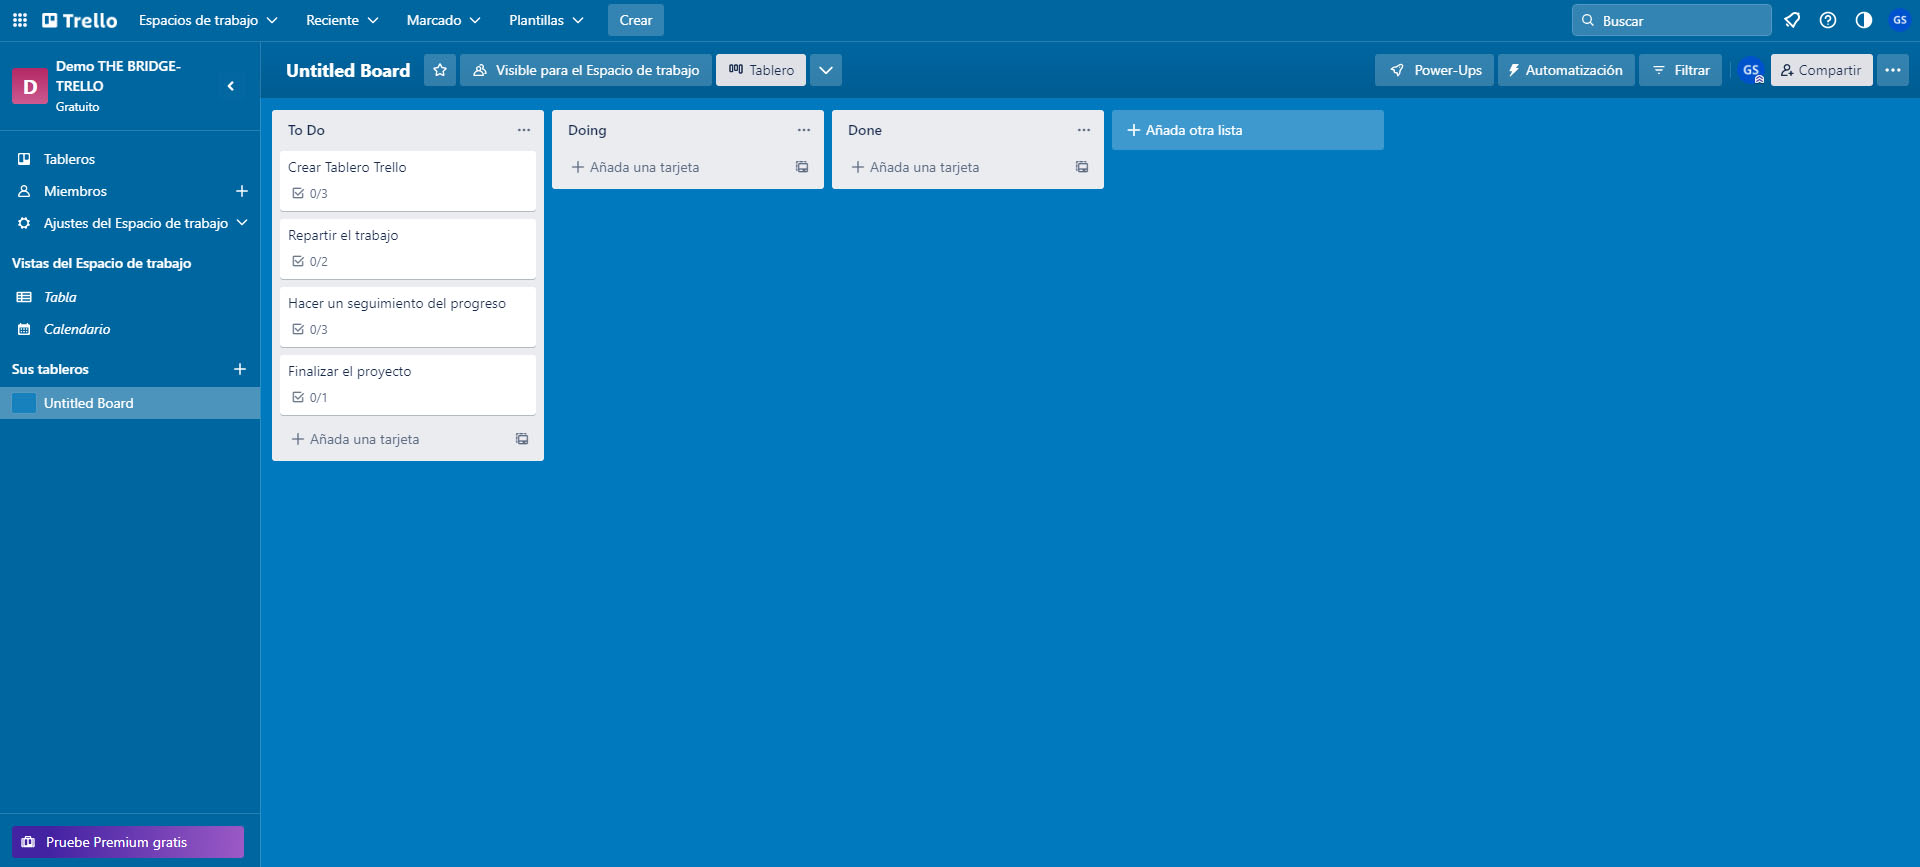 Trello
Espacios de trabajo
Reciente
Marcado
Plantillas
Crear
Buscar
GS
D
Demo THE BRIDGE-
TRELLO
Gratuito
Untitled Board
Visible para el Espacio de trabajo
Tablero
Power-Ups
Automatización
Filtrar
GS
Compartir
Tableros
Miembros
Ajustes del Espacio de trabajo
Vistas del Espacio de trabajo
Tabla
Calendario
Sus tableros
Untitled Board
Pruebe Premium gratis
To Do
Crear Tablero Trello
0/3
Repartir el trabajo
0/2
Hacer un seguimiento del progreso
0/3
Finalizar el proyecto
0/1
Añada una tarjeta
Doing
Añada una tarjeta
Done
Añada una tarjeta
Añada otra lista